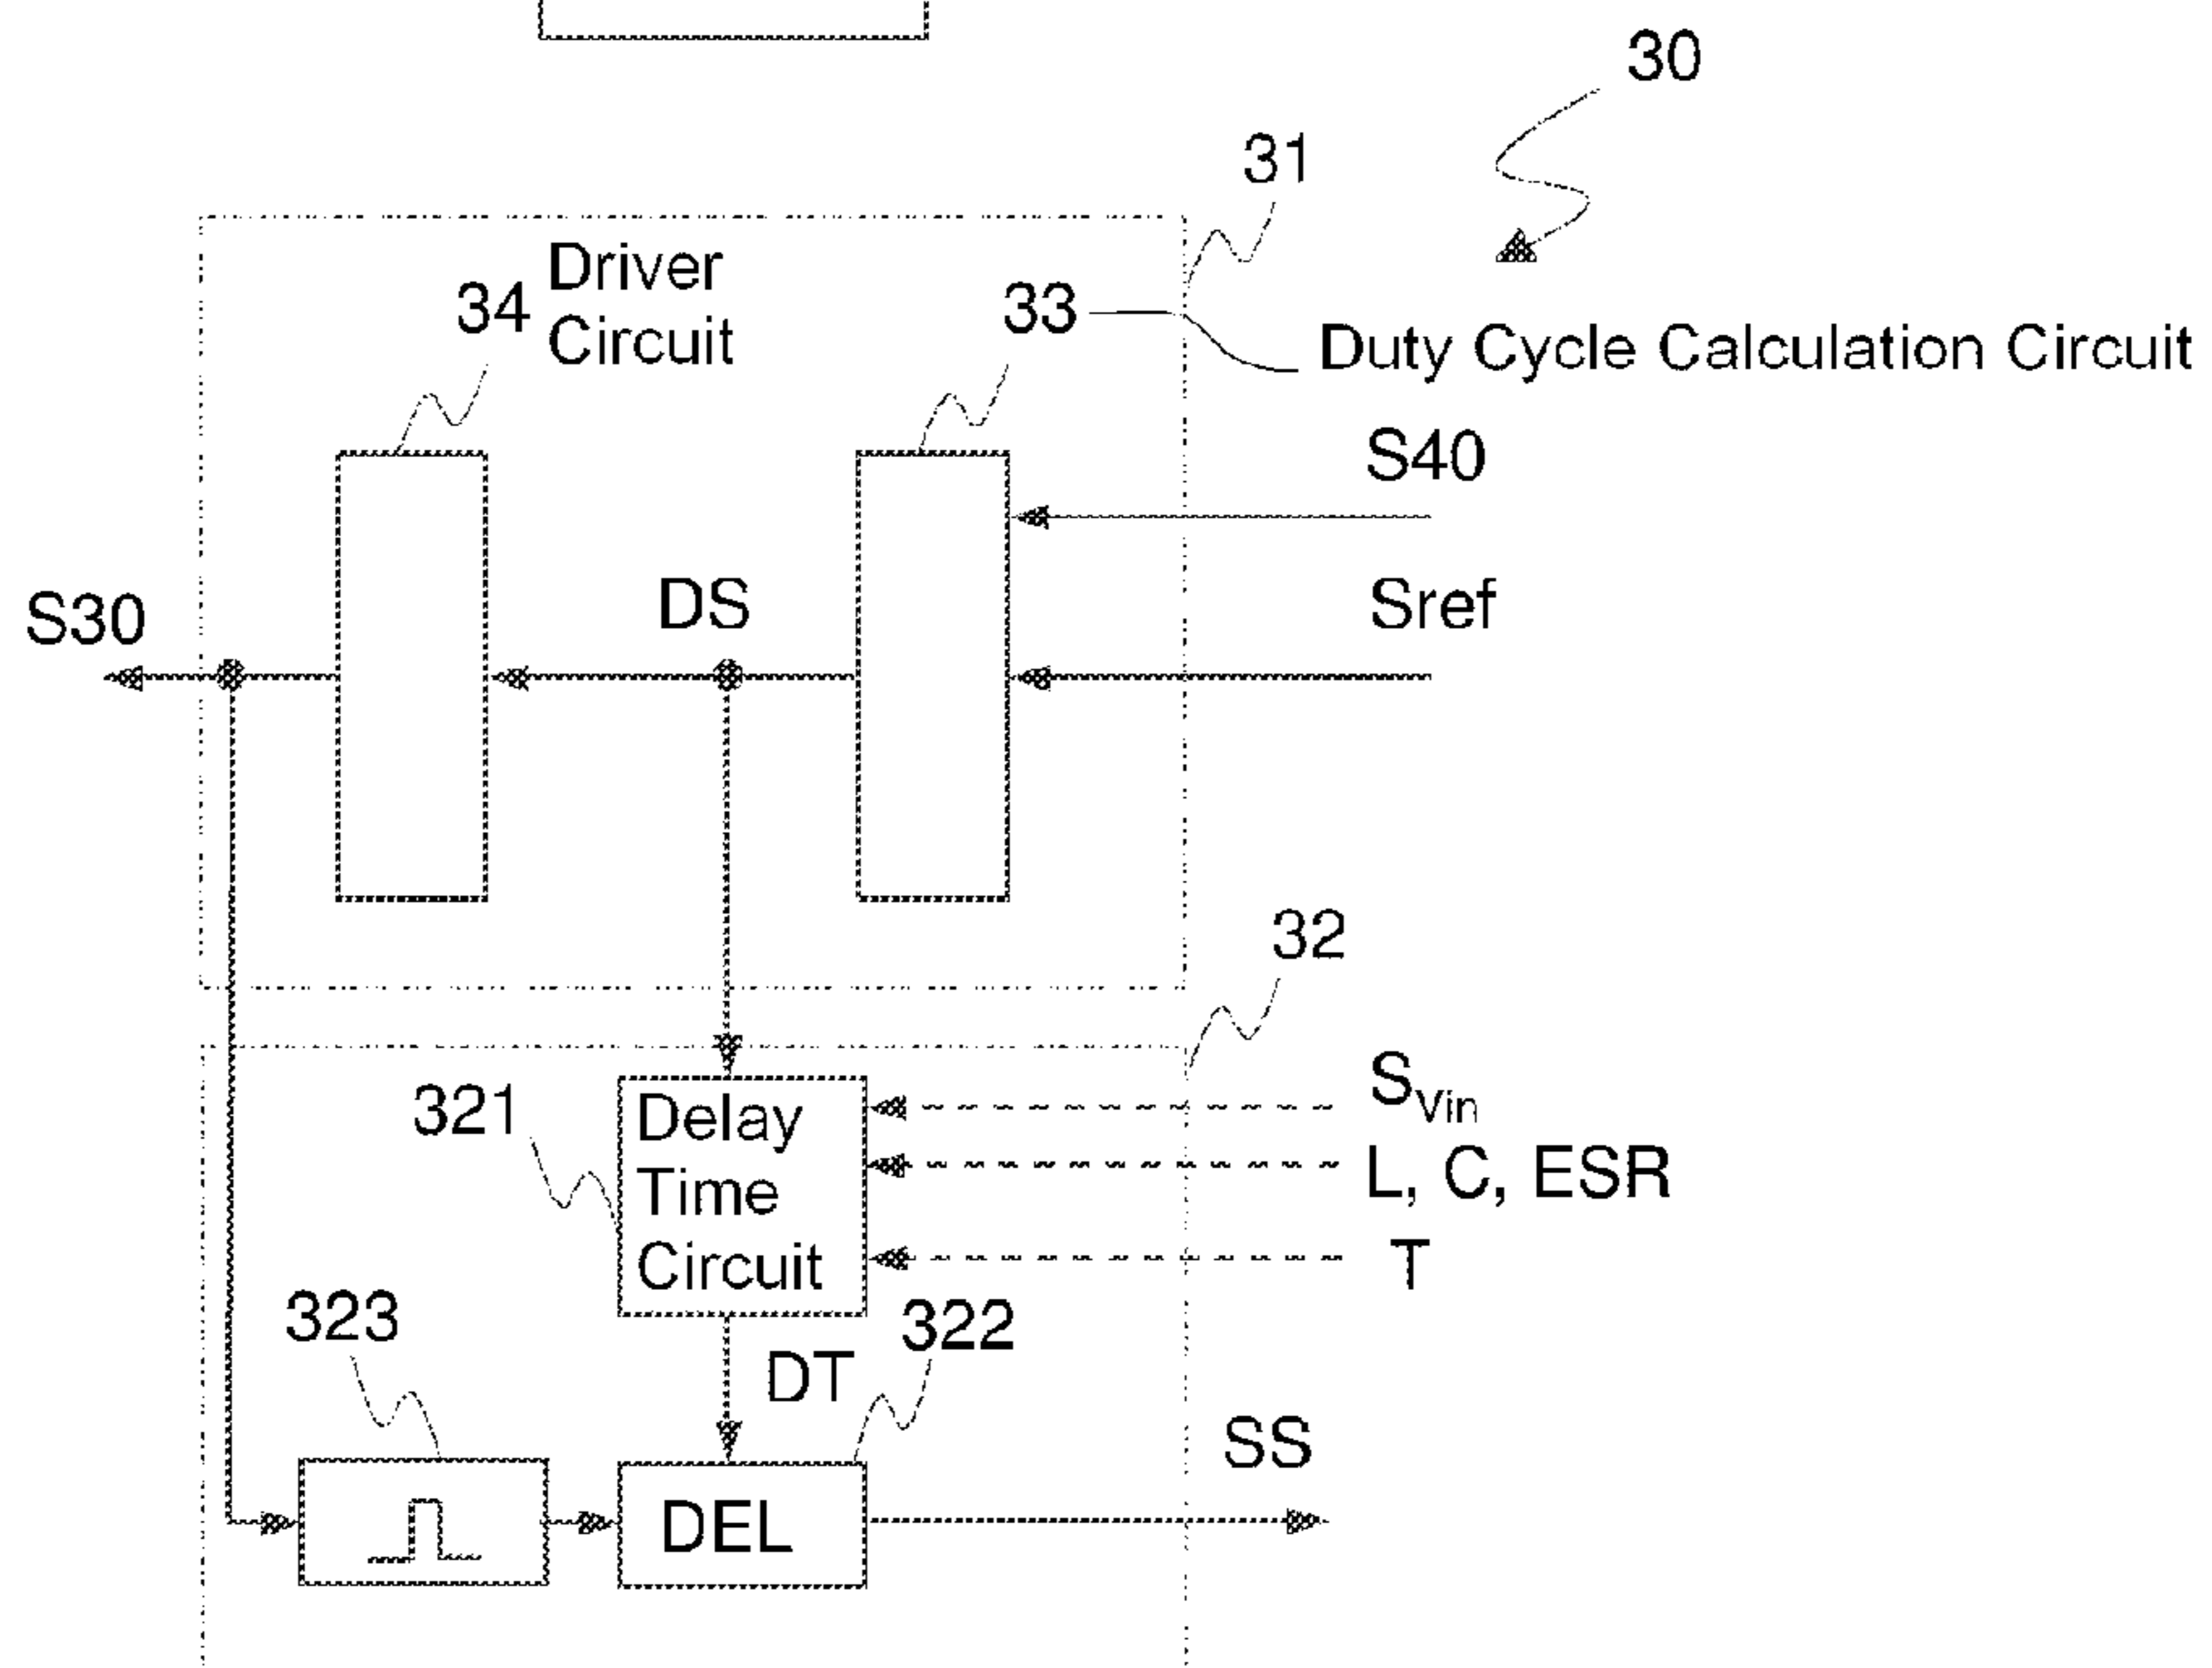 30
31
Driver
Circuit
34
33
Duty Cycle Calculation Circuit
S40
S30
DS
Sref
32
321
Delay
Time
Circuit
SVin
L, C, ESR
T
323
322
DT
DEL
SS